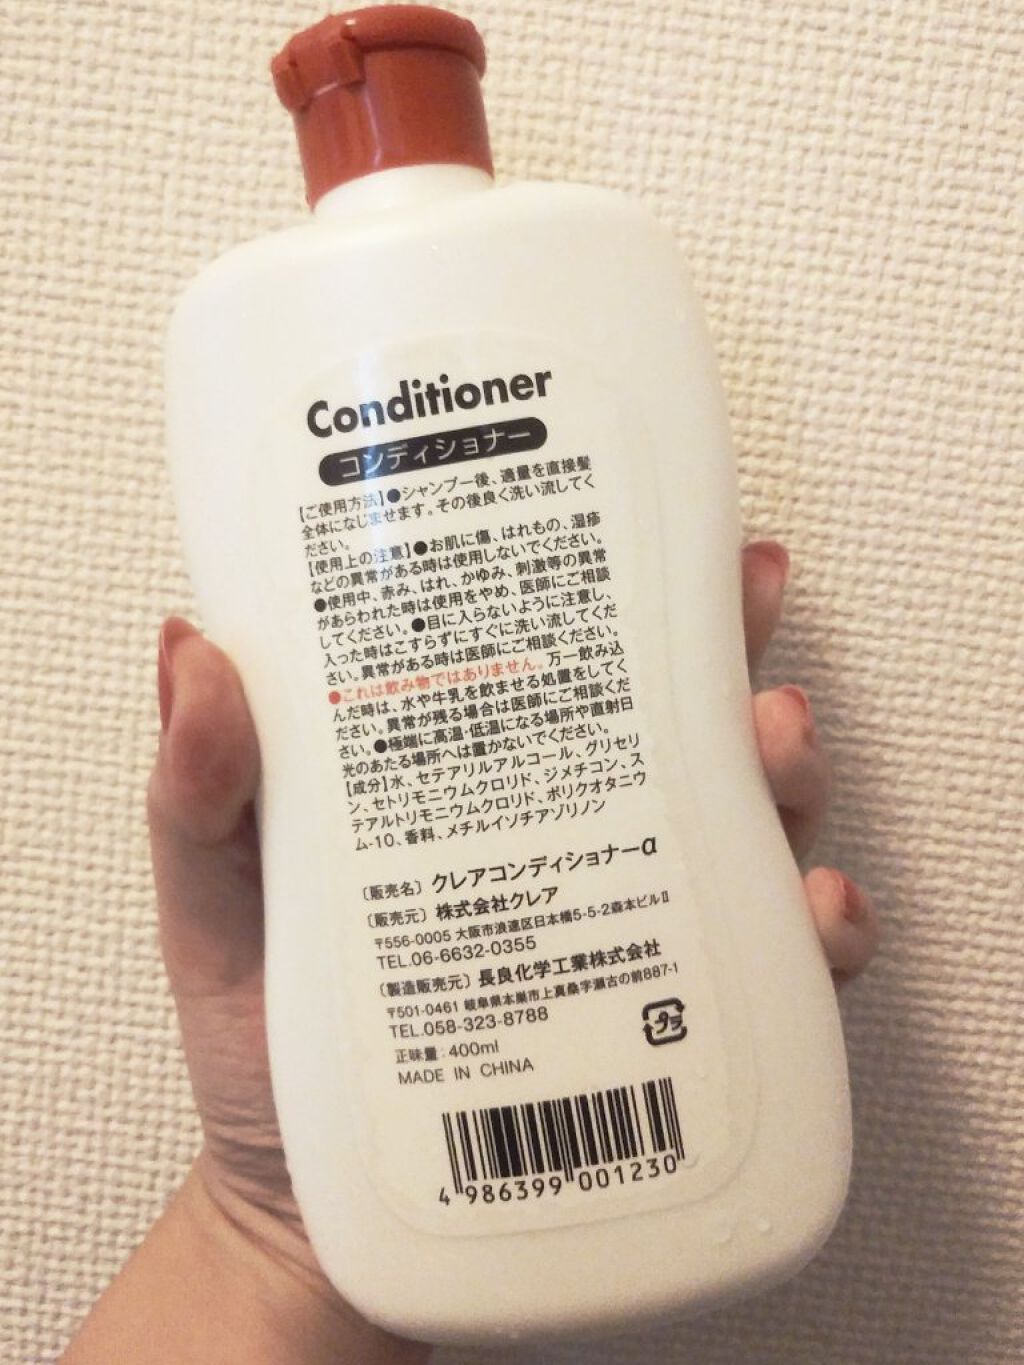 Conditioner
コンディショナー
【ご使用方法】●シャンプー後、適量を直接髪
全体になじませます。その後良く洗い流してく
ださい。
【使用上の注意】●お肌に傷、はれもの、湿疹
などの異常がある時は使用しないでください。
●使用中、赤み、はれ、かゆみ、刺激等の異常
があらわれた時は使用をやめ、医師にご相談
してください。●目に入らないように注意し、
入った時はこすらずにすぐに洗い流してくだ
さい。異常がある時は医師にご相談ください。
●これは飲み物ではありません。万一飲み込
んだ時は、水や牛乳を飲ませる処置をしてく
ださい。異常が残る場合は医師にご相談くだ
さい。●極端に高温・低温になる場所や直射日
光のあたる場所へは置かないでください。
【成分】水、セテアリルアルコール、グリセリ
ン、セトリモニウムクロリド、ジメチコン、ス
テアルトリモニウムクロリド、ポリクオタニウ
ム-10、香料、メチルイソチアゾリノン
〔販売名〕クレアコンディショナーα
〔販売元〕株式会社クレア
〒556-0005 大阪市浪速区日本橋5-5-2森本ビルⅡ
TEL.06-6632-0355
〔製造販売元〕長良化学工業株式会社
〒501-0461 岐阜県本巣市上真桑字瀬古の前887-1
TEL.058-323-8788
プラ
正味量：400ml
MADE IN CHINA
4 986399 001230